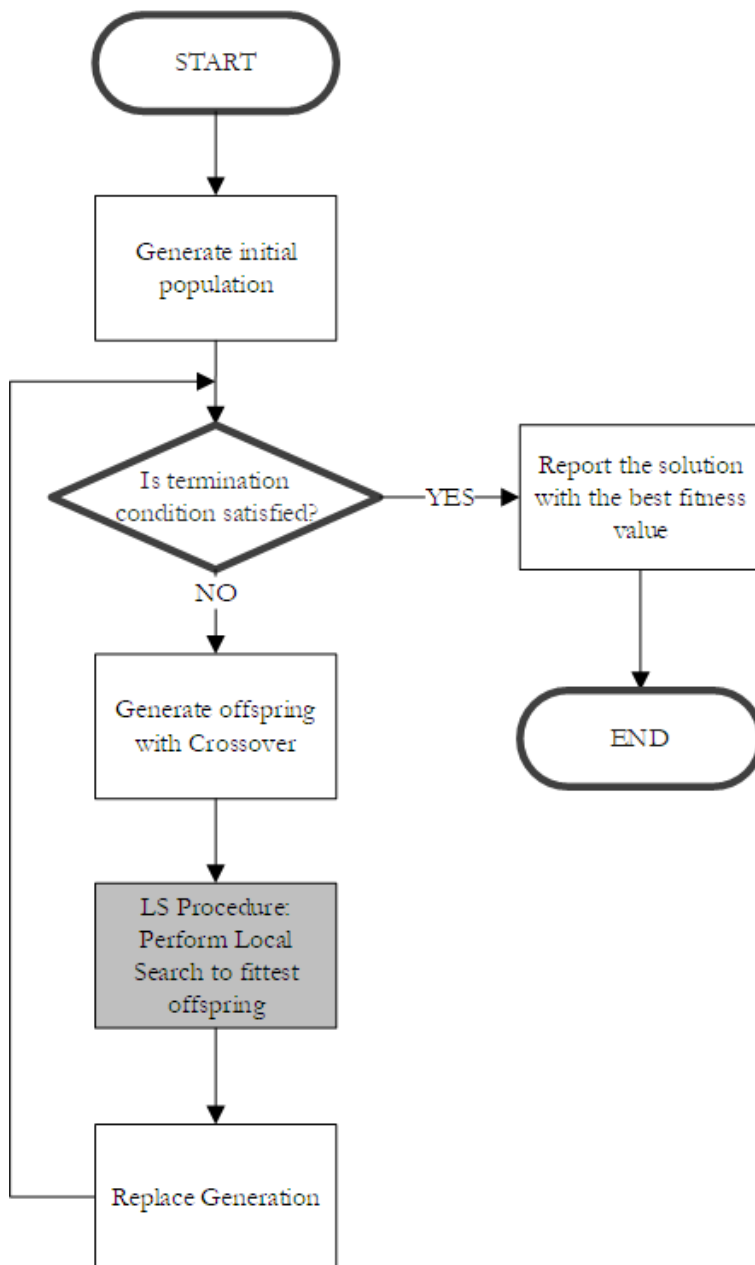 START
Generate initial
population
Is termination
condition satisfied?
YES
Report the solution
with the best fitness
value
NO
Generate offspring
with Crossover
END
LS Procedure:
Perform Local
Search to fittest
offspring
Replace Generation